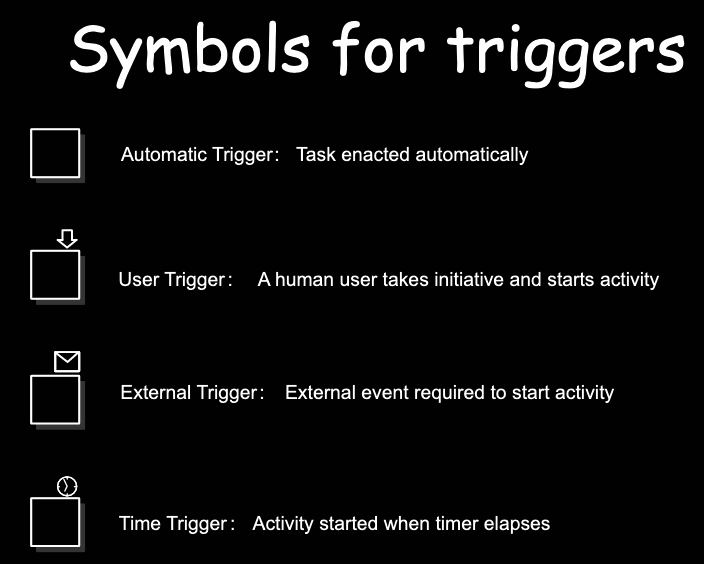 Symbols for triggers
Automatic Trigger: Task enacted automatically
User Trigger: A human user takes initiative and starts activity
External Trigger: External event required to start activity
Time Trigger: Activity started when timer elapses